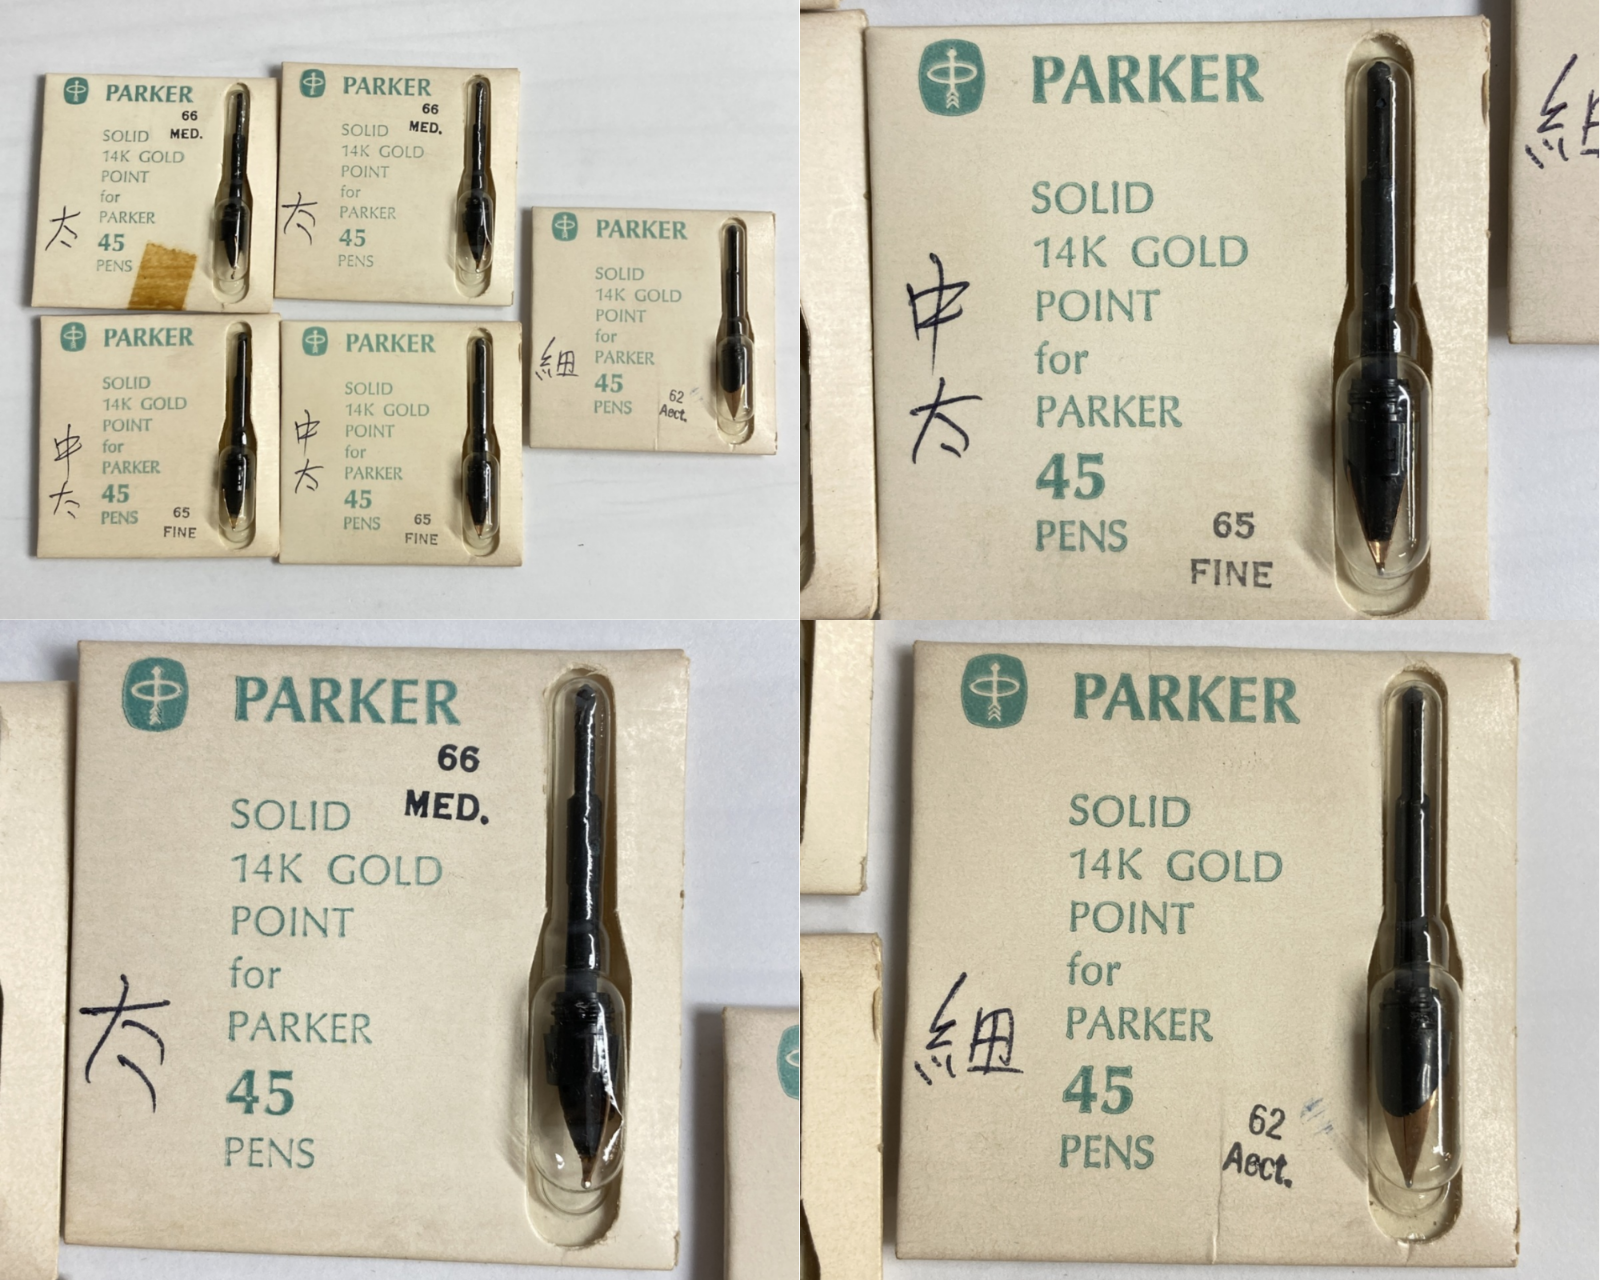 PARKER
66
MED.
SOLID
14K GOLD
POINT
for
PARKER
45
PENS
太
PARKER
66
MED.
SOLID
14K GOLD
POINT
for
PARKER
45
PENS
太
PARKER
SOLID
14K GOLD
POINT
for
PARKER
45
PENS
62
Acct.
細
PARKER
SOLID
14K GOLD
POINT
for
PARKER
45
PENS
65
FINE
中
太
PARKER
SOLID
14K GOLD
POINT
for
PARKER
45
PENS
65
FINE
中
太
PARKER
SOLID
14K GOLD
POINT
for
PARKER
45
PENS
65
FINE
中
太
細
PARKER
66
MED.
SOLID
14K GOLD
POINT
for
PARKER
45
PENS
太
PARKER
SOLID
14K GOLD
POINT
for
PARKER
45
PENS
62
Acct.
細